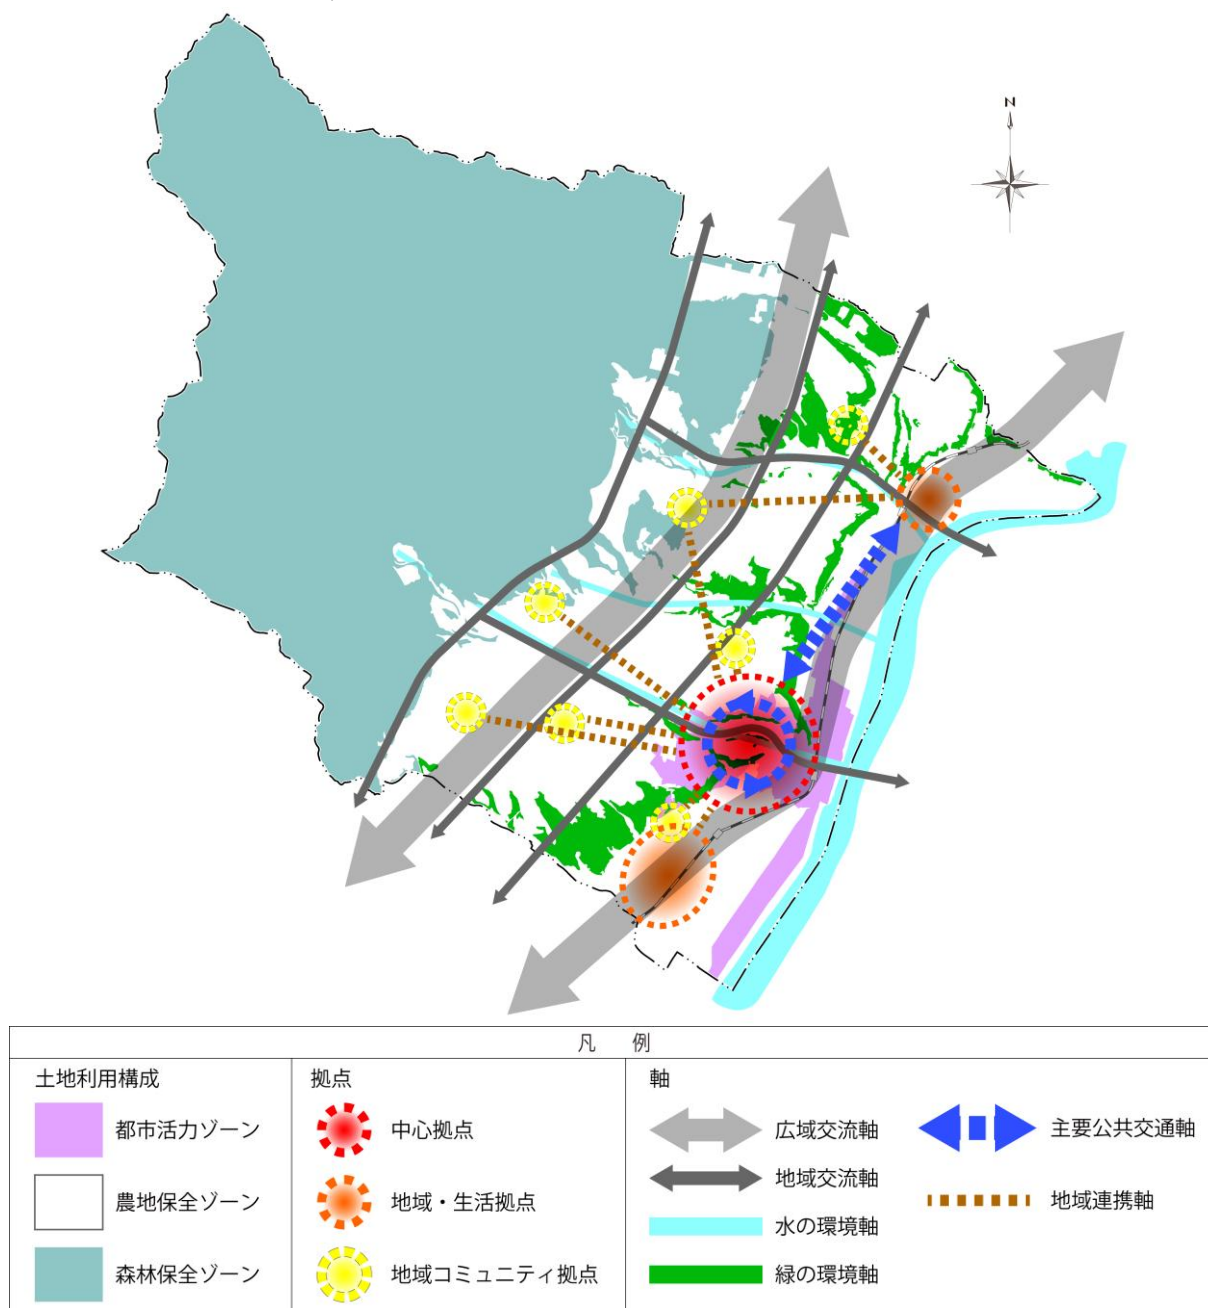 N
凡 例
土地利用構成
都市活力ゾーン
農地保全ゾーン
森林保全ゾーン
拠点
中心拠点
地域・生活拠点
地域コミュニティ拠点
軸
広域交流軸
地域交流軸
水の環境軸
緑の環境軸
主要公共交通軸
地域連携軸